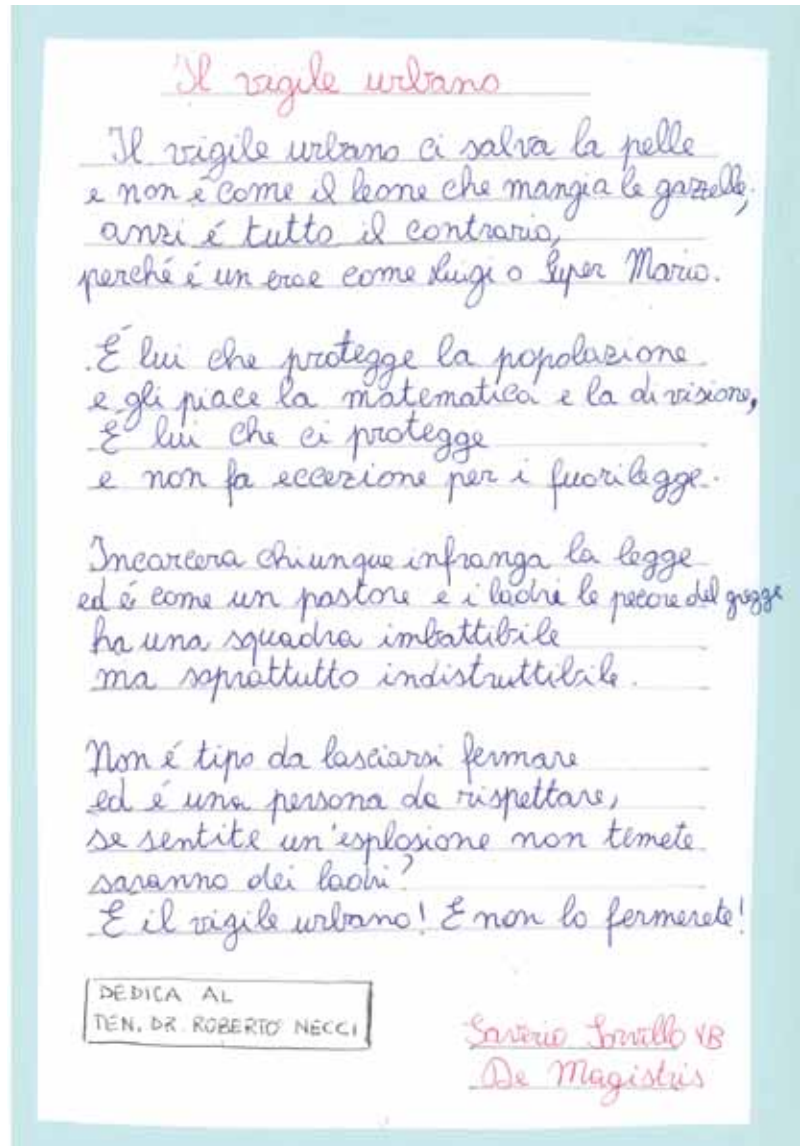 Il vigile urbano
Il vigile urbano ci salva la pelle
e non è come il leone che mangia le gazzelle,
anzi é tutto il contrario,
perché é un eroe come Luigi o Super Mario.
É lui che protegge la popolazione
e gli piace la matematica e la divisione,
É lui che ci protegge
e non fa eccezione per i fuorilegge.
Incarcera chiunque infranga la legge
ed é come un pastore e i ladri le pecore del gregge
ha una squadra imbattibile
ma soprattutto indistruttibile.
Non é tipo da lasciarsi fermare
ed é una persona da rispettare,
se sentite un'esplosione non temete
saranno dei ladri?
È il vigile urbano! E non lo fermerete!
DEDICA AL
TEN. DR. ROBERTO NECCI
Saverio VB
De Magistris